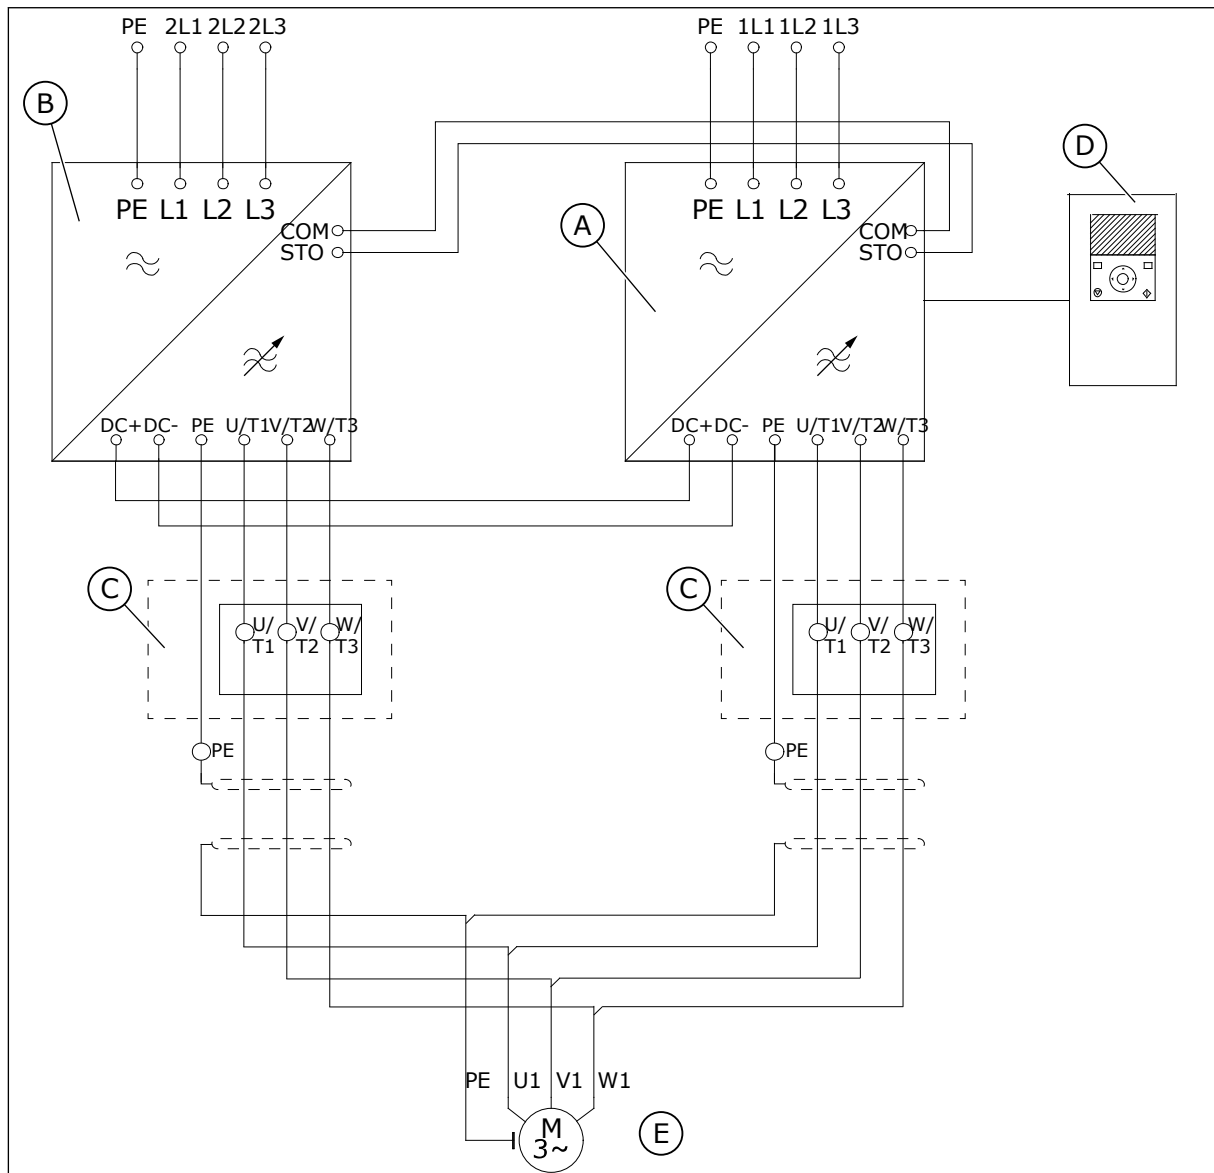 PE 2L1 2L2 2L3
PE 1L1 1L2 1L3
B
D
PE L1 L2 L3
COM
STO
A
PE L1 L2 L3
COM
STO
DC+ DC- PE U/T1 V/T2 W/T3
DC+ DC- PE U/T1 V/T2 W/T3
C
U/T1 V/T2 W/T3
C
U/T1 V/T2 W/T3
PE
PE
PE U1 V1 W1
M
3~
E